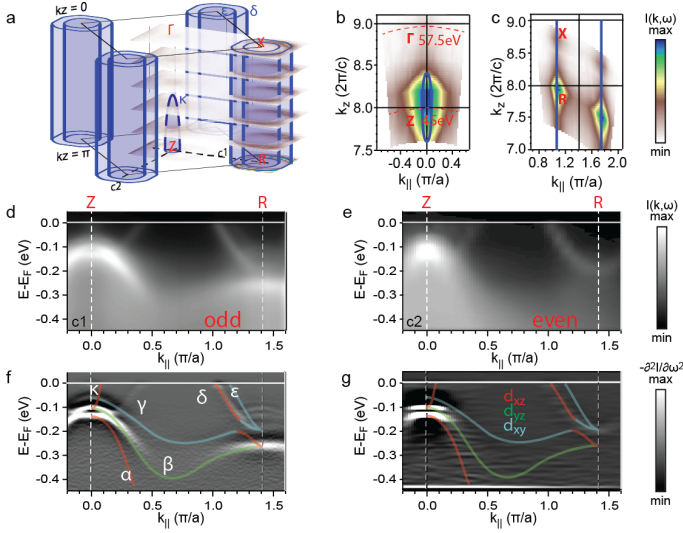 a
kz = 0
δ
Γ
X
K
Z
c1
R
kz = π
c2
b
9.0
8.5
8.0
7.5
Γ 57.5eV
Z
5eV
kz (2π/c)
-0.4 0 0.4
k|| (π/a)
c
9.0
8.5
8.0
7.5
7.0
X
R
kz (2π/c)
0.8 1.2 1.6 2.0
k|| (π/a)
I(k,ω)
max
min
d
Z R
0.0
-0.1
-0.2
-0.3
-0.4
E-EF (eV)
c1
odd
0.0 0.5 1.0 1.5
k|| (π/a)
e
Z R
0.0
-0.1
-0.2
-0.3
-0.4
E-EF (eV)
c2
even
0.0 0.5 1.0 1.5
k|| (π/a)
I(k,ω)
max
min
f
0.0
-0.1
-0.2
-0.3
-0.4
E-EF (eV)
κ
γ
δ
ε
α
β
0.0 0.5 1.0 1.5
k|| (π/a)
g
0.0
-0.1
-0.2
-0.3
-0.4
E-EF (eV)
dxz
dyz
dxy
0.0 0.5 1.0 1.5
k|| (π/a)
-∂²I/∂ω²
max
min